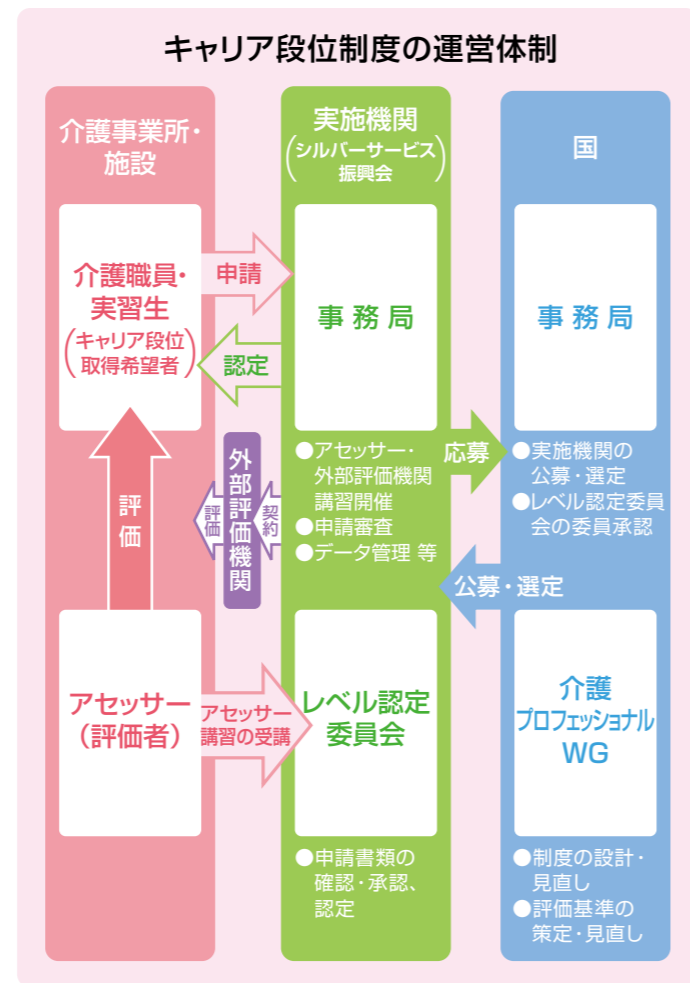 キャリア段位制度の運営体制
介護事業所・
施設
介護職員・
実習生
(キャリア段位
取得希望者)
評価
アセッサー
(評価者)
申請
認定
評価
外部評価機関
契約
アセッサー
講習の受講
実施機関
(シルバーサービス
振興会)
事務局
●アセッサー・
外部評価機関
講習開催
●申請審査
●データ管理 等
レベル認定
委員会
●申請書類の
確認・承認、
認定
応募
公募・選定
国
事務局
●実施機関の
公募・選定
●レベル認定委員
会の委員承認
介護
プロフェッショナル
WG
●制度の設計・
見直し
●評価基準の
策定・見直し